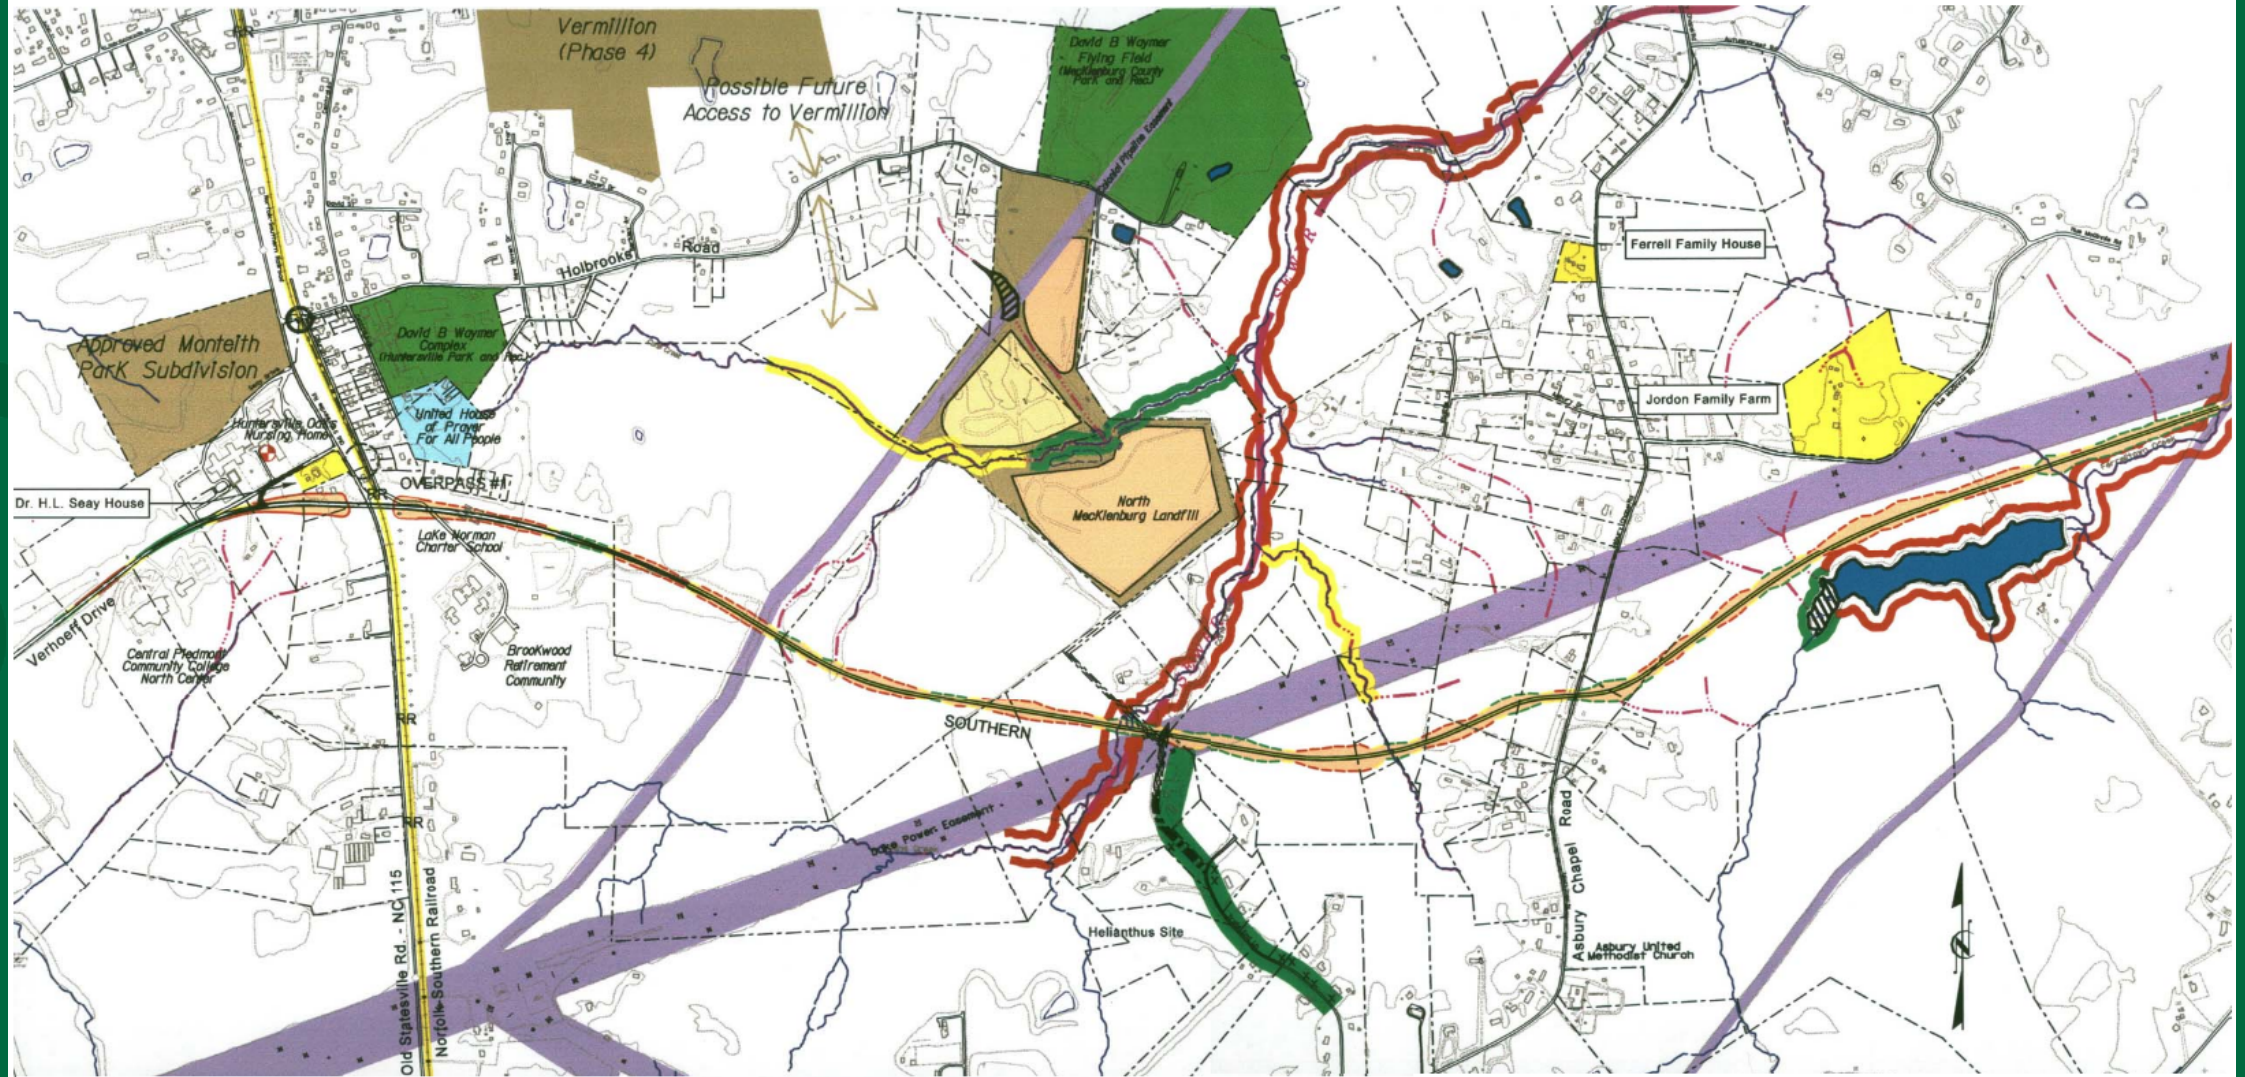 Vermillion
(Phase 4)
Possible Future
Access to Vermillion
David B Waymer
Flying Field
(Mecklenburg County
Park and Rec.)
RR
Holbrooks
Road
Ferrell Family House
Jordon Family Farm
Approved Monteith
Park Subdivision
David B Waymer
Complex
(Huntersville Park and Rec.)
United House
of Prayer
For All People
Huntersville Oaks
Nursing Home
Dr. H.L. Seay House
RR
OVERPASS #1
Lake Norman
Charter School
North
Mecklenburg Landfill
SEWER
Verhoeff Drive
Central Piedmont
Community College
North Center
Brookwood
Retirement
Community
RR
SOUTHERN
RR
Duke Power Easement
Old Statesville Rd. - NC 115
Norfolk Southern Railroad
Helianthus Site
Asbury Chapel Road
Asbury United
Methodist Church